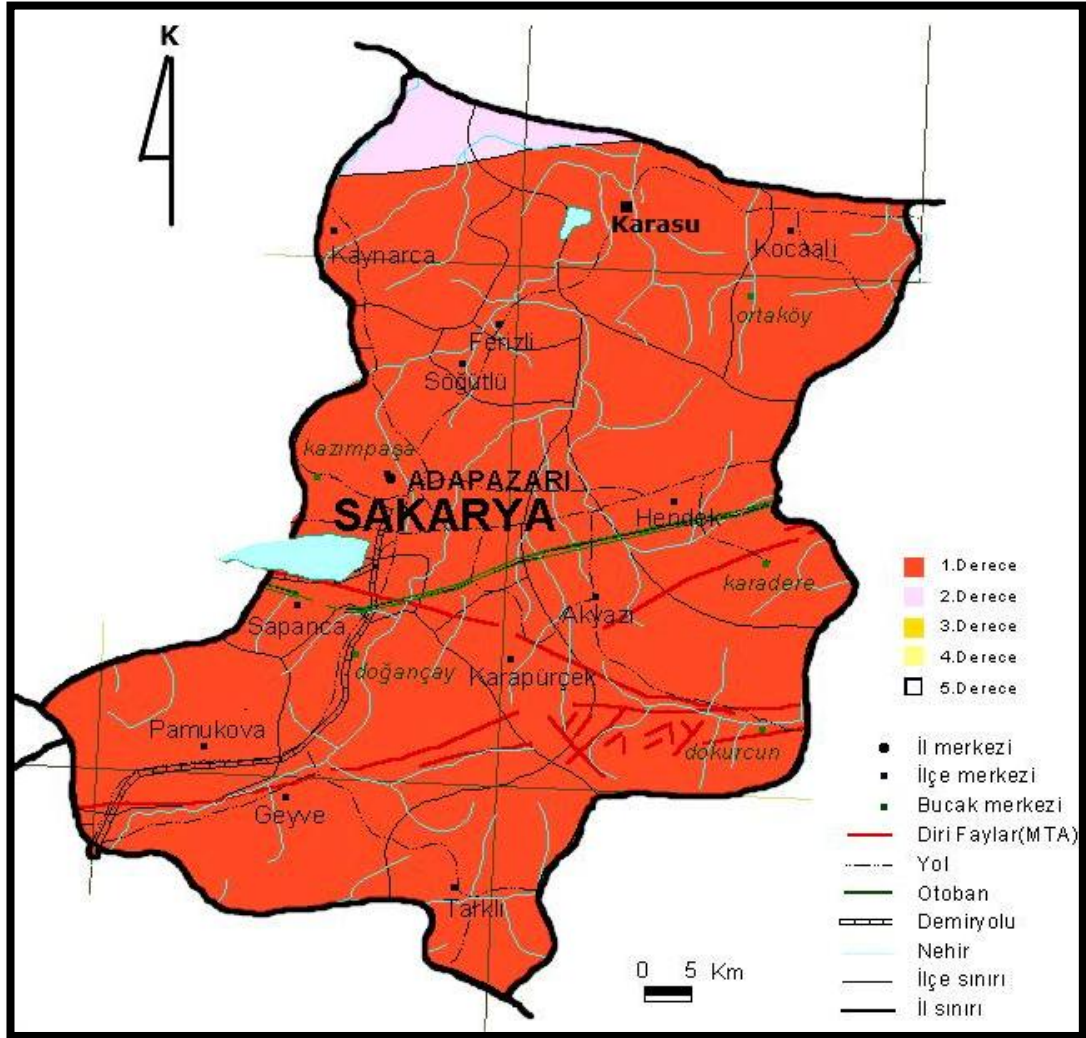 K
Karasu
Kaynarca
Kocaali
ortaköy
Ferizli
Söğütlü
kazımpaşa
ADAPAZARI
SAKARYA
Hendek
karadere
Sapanca
Akyazı
doğançay
Karapürçek
Pamukova
dokurcun
Geyve
Taraklı
0 5 Km
1.Derece
2.Derece
3.Derece
4.Derece
5.Derece
İl merkezi
İlçe merkezi
Bucak merkezi
Diri Faylar(MTA)
Yol
Otoban
Demiryolu
Nehir
İlçe sınırı
İl sınırı